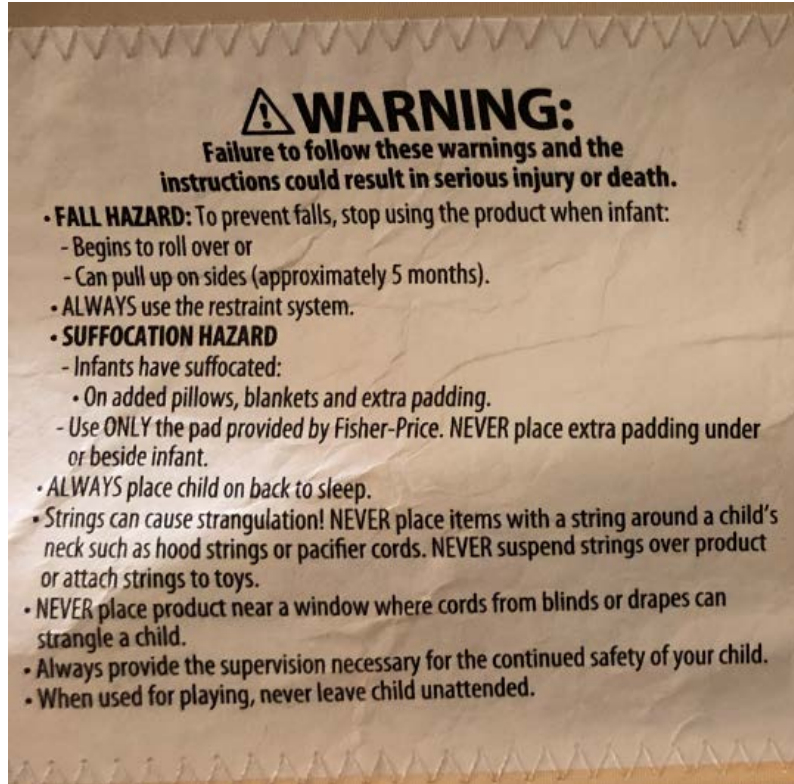 ⚠WARNING:
Failure to follow these warnings and the
instructions could result in serious injury or death.
• FALL HAZARD: To prevent falls, stop using the product when infant:
- Begins to roll over or
- Can pull up on sides (approximately 5 months).
• ALWAYS use the restraint system.
• SUFFOCATION HAZARD
- Infants have suffocated:
• On added pillows, blankets and extra padding.
- Use ONLY the pad provided by Fisher-Price. NEVER place extra padding under
or beside infant.
• ALWAYS place child on back to sleep.
• Strings can cause strangulation! NEVER place items with a string around a child's
neck such as hood strings or pacifier cords. NEVER suspend strings over product
or attach strings to toys.
• NEVER place product near a window where cords from blinds or drapes can
strangle a child.
• Always provide the supervision necessary for the continued safety of your child.
• When used for playing, never leave child unattended.